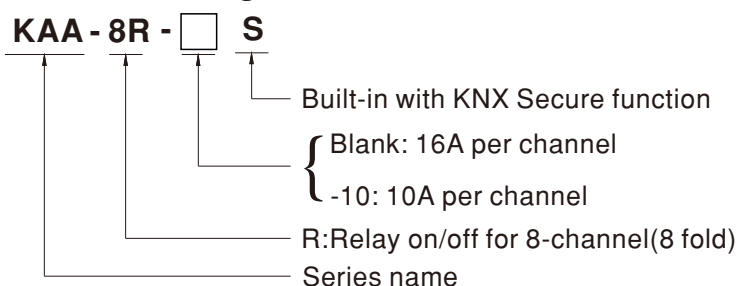 KAA - 8R - S
Built-in with KNX Secure function
Blank: 16A per channel
-10: 10A per channel
R:Relay on/off for 8-channel(8 fold)
Series name